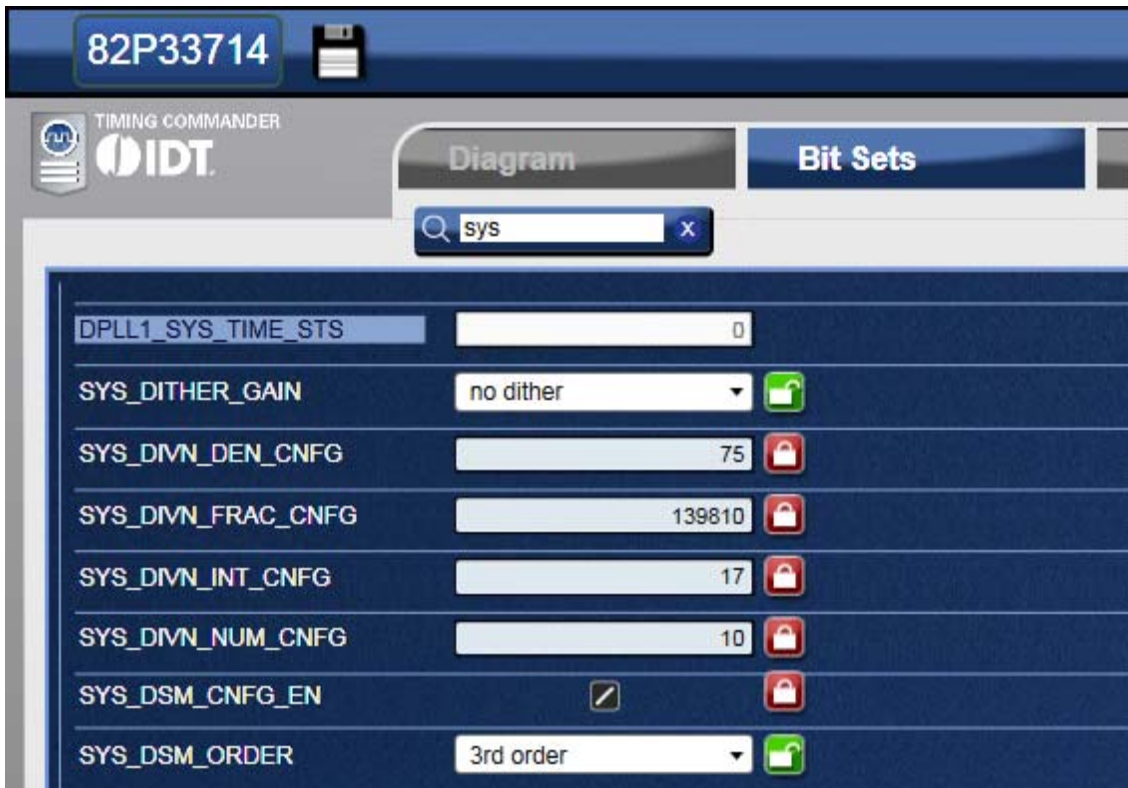 82P33714
TIMING COMMANDER
IDT.
Diagram
Bit Sets
sys
X
DPLL1_SYS_TIME_STS 0
SYS_DITHER_GAIN no dither
SYS_DIVN_DEN_CNFG 75
SYS_DIVN_FRAC_CNFG 139810
SYS_DIVN_INT_CNFG 17
SYS_DIVN_NUM_CNFG 10
SYS_DSM_CNFG_EN
SYS_DSM_ORDER 3rd order